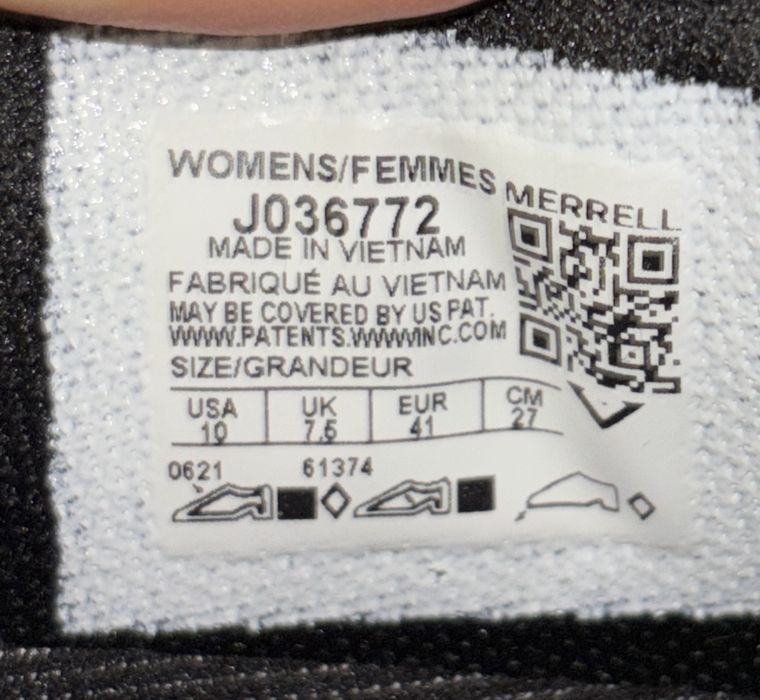 WOMENS/FEMMES
MERRELL
J036772
MADE IN VIETNAM
FABRIQUÉ AU VIETNAM
MAY BE COVERED BY US PAT.
WWW.PATENTS.WWWINC.COM
SIZE/GRANDEUR
USA UK EUR CM
10 7.5 41 27
0621 61374